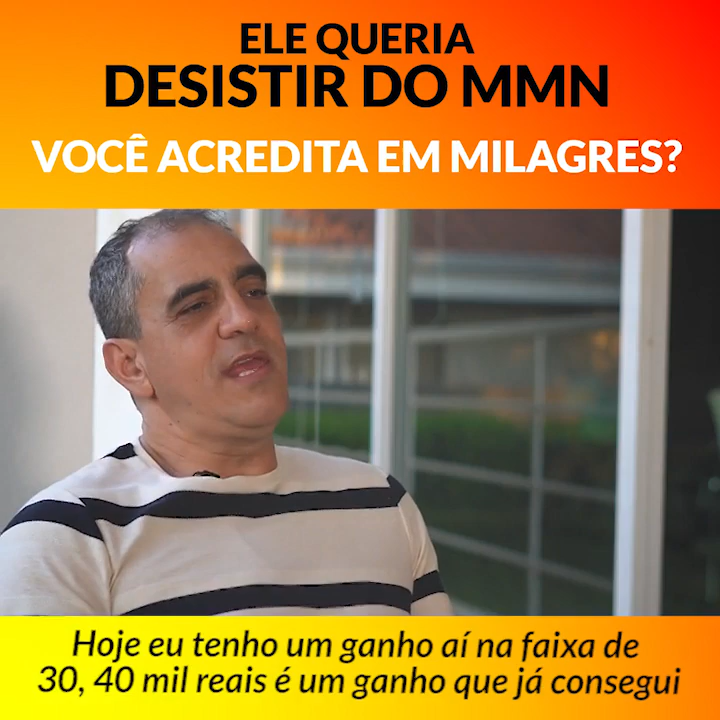 ELE QUERIA
DESISTIR DO MMN
VOCÊ ACREDITA EM MILAGRES?
Hoje eu tenho um ganho aí na faixa de
30, 40 mil reais é um ganho que já consegui